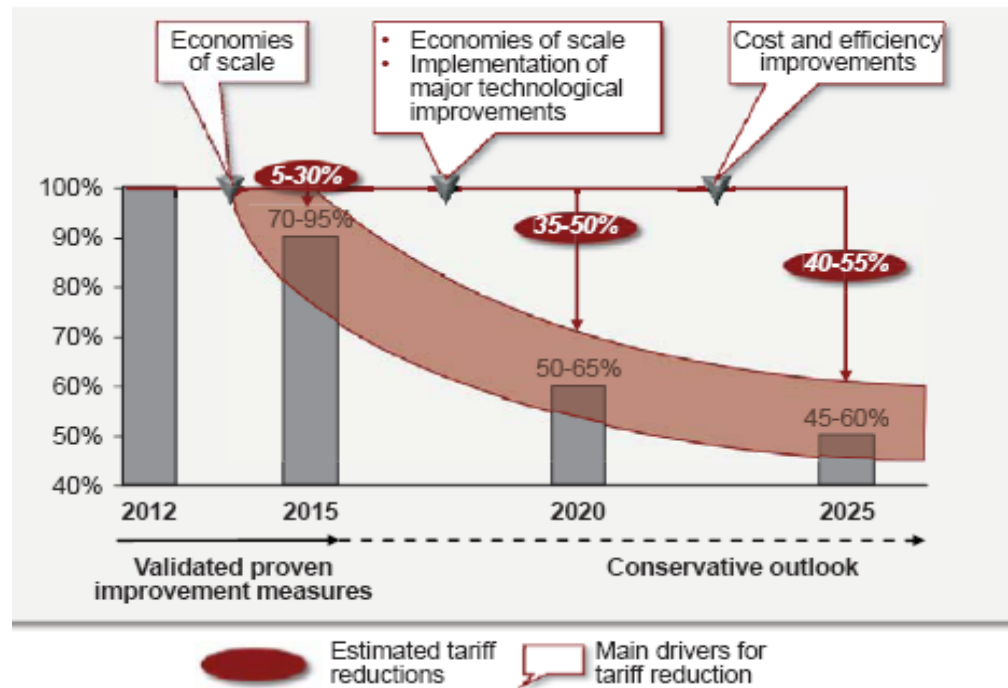 Economies
of scale
• Economies of scale
• Implementation of
major technological
improvements
Cost and efficiency
improvements
100%
90%
80%
70%
60%
50%
40%
5-30%
70-95%
35-50%
50-65%
40-55%
45-60%
2012
2015
2020
2025
Validated proven
improvement measures
Conservative outlook
Estimated tariff
reductions
Main drivers for
tariff reduction